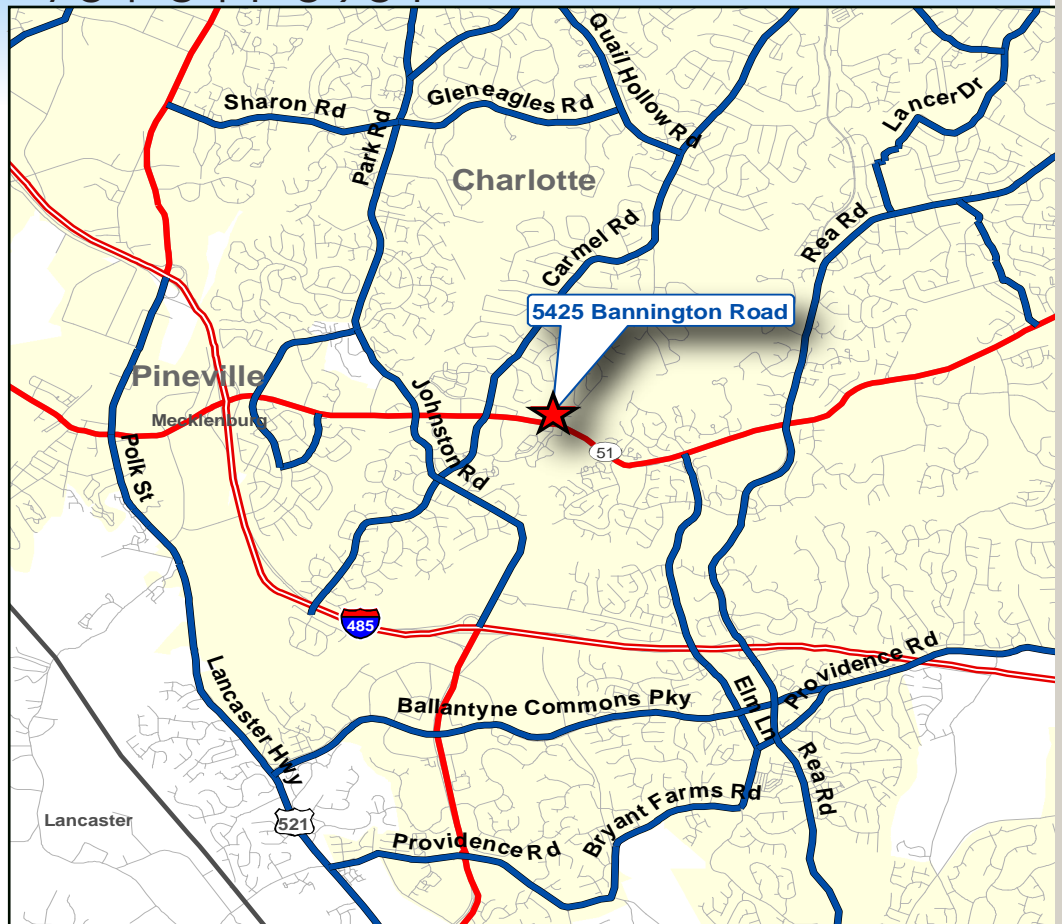 Quail Hollow Rd
Sharon Rd
Gleneagles Rd
Lancer Dr
Park Rd
Charlotte
Carmel Rd
Rea Rd
5425 Bannington Road
Pineville
Mecklenburg
Johnston Rd
51
Polk St
485
Providence Rd
Lancaster Hwy
Ballantyne Commons Pky
Elm Ln
Rea Rd
Bryant Farms Rd
521
Lancaster
Providence Rd